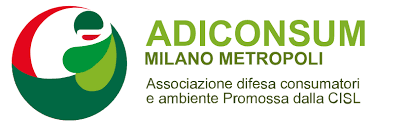 ADICONSUM
MILANO METROPOLI
Associazione difesa consumatori
e ambiente Promossa dalla CISL